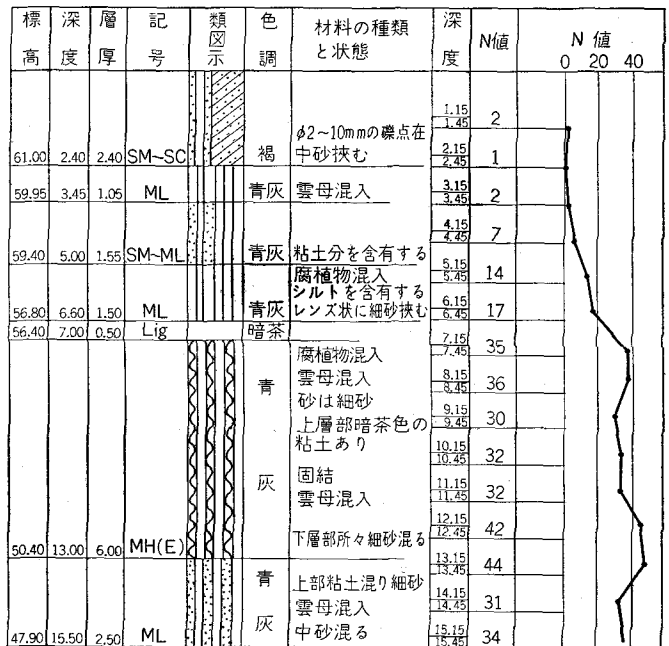 標高 深度 層厚 記号 類図示 色調 材料の種類と状態 深度 N値 N 値
0 20 40
1.15
1.45 2
φ2~10mmの礫点在
61.00 2.40 2.40 SM~SC 褐 中砂挟む 2.15
2.45 1
59.95 3.45 1.05 ML 青灰 雲母混入 3.15
3.45 2
4.15
4.45 7
59.40 5.00 1.55 SM~ML 青灰 粘土分を含有する
5.15
5.45 14
腐植物混入
シルトを含有する
56.80 6.60 1.50 ML 青灰 レンズ状に細砂挟む 6.15
6.45 17
56.40 7.00 0.50 Lig 暗茶
7.15
7.45 35
腐植物混入
雲母混入 8.15
8.45 36
砂は細砂
上層部暗茶色の 9.15
9.45 30
粘土あり
10.15
10.45 32
固結
雲母混入 11.15
11.45 32
12.15
12.45 42
50.40 13.00 6.00 MH(E) 青灰 下層部所々細砂混る
13.15
13.45 44
上部粘土混り細砂
雲母混入 14.15
14.45 31
47.90 15.50 2.50 ML 青灰 中砂混る 15.15
15.45 34